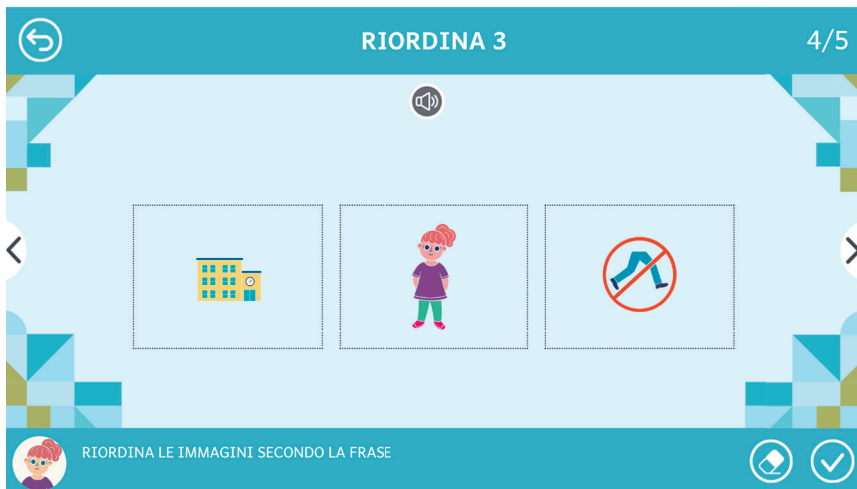 RIORDINA 3
4/5
RIORDINA LE IMMAGINI SECONDO LA FRASE